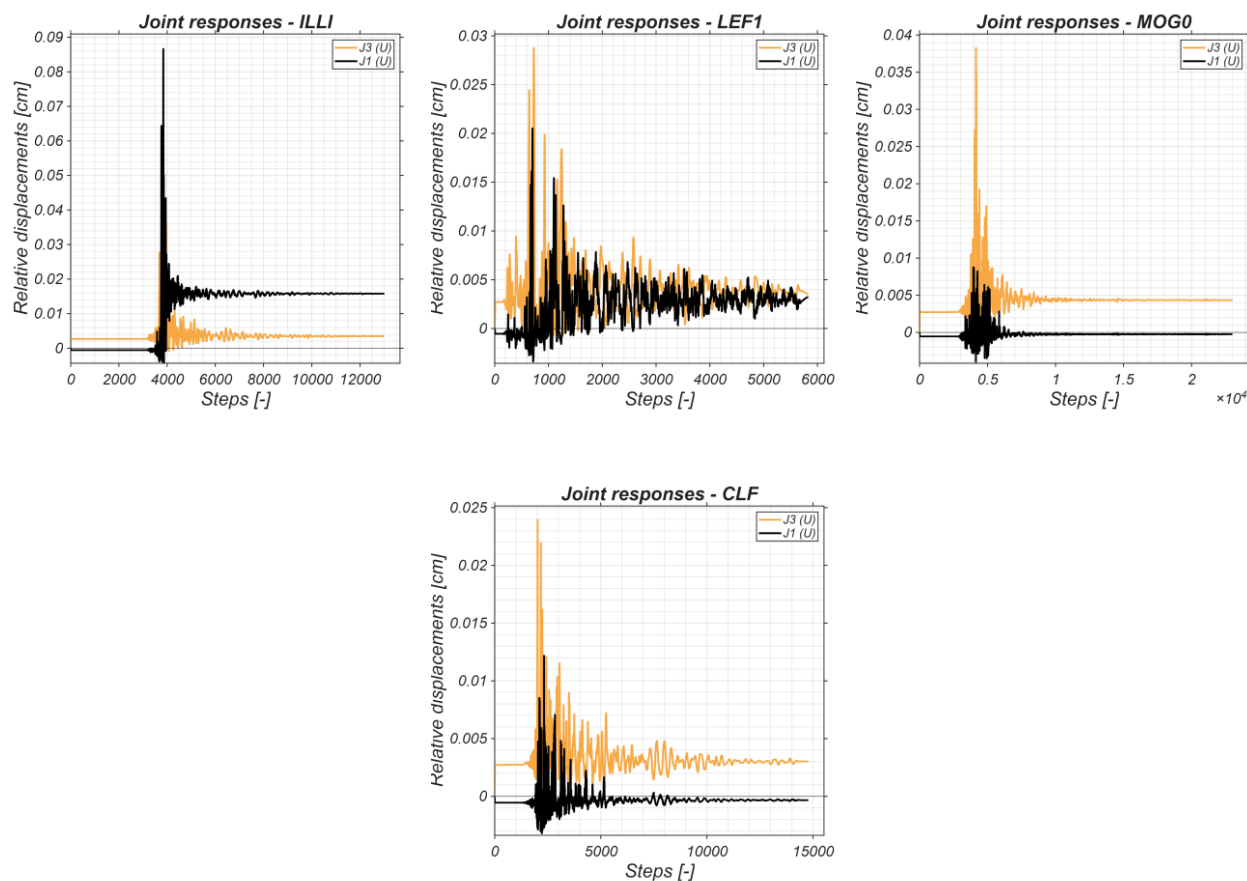 Joint responses - ILLI
J3 (U)
J1 (U)
Relative displacements [cm]
0.09
0.08
0.07
0.06
0.05
0.04
0.03
0.02
0.01
0
0 2000 4000 6000 8000 10000 12000
Steps [-]
Joint responses - LEF1
J3 (U)
J1 (U)
Relative displacements [cm]
0.03
0.025
0.02
0.015
0.01
0.005
0
0 1000 2000 3000 4000 5000 6000
Steps [-]
Joint responses - MOG0
J3 (U)
J1 (U)
Relative displacements [cm]
0.04
0.035
0.03
0.025
0.02
0.015
0.01
0.005
0
0 0.5 1 1.5 2
×10⁴
Steps [-]
Joint responses - CLF
J3 (U)
J1 (U)
Relative displacements [cm]
0.025
0.02
0.015
0.01
0.005
0
0 5000 10000 15000
Steps [-]